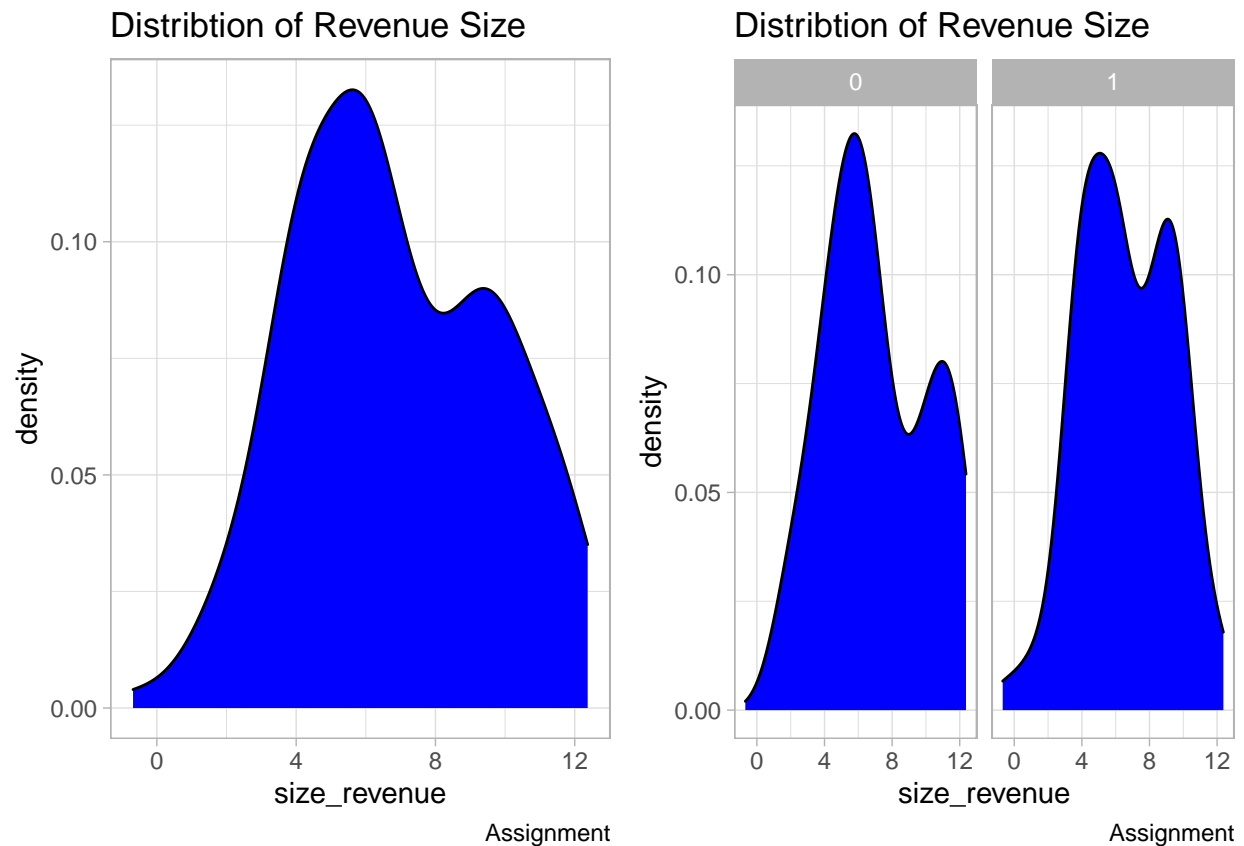 Distribtion of Revenue Size
0.10
0.05
0.00
density
0 4 8 12
size_revenue
Assignment
Distribtion of Revenue Size
0 1
0.10
0.05
0.00
density
0 4 8 12 0 4 8 12
size_revenue
Assignment